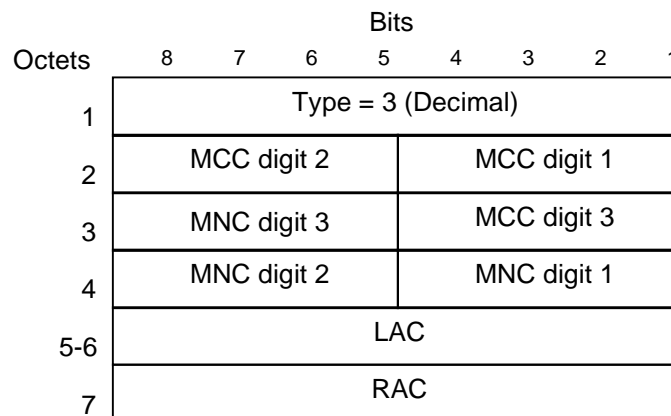 Bits
Octets 8 7 6 5 4 3 2 1
1 Type = 3 (Decimal)
2 MCC digit 2 MCC digit 1
3 MNC digit 3 MCC digit 3
4 MNC digit 2 MNC digit 1
5-6 LAC
7 RAC